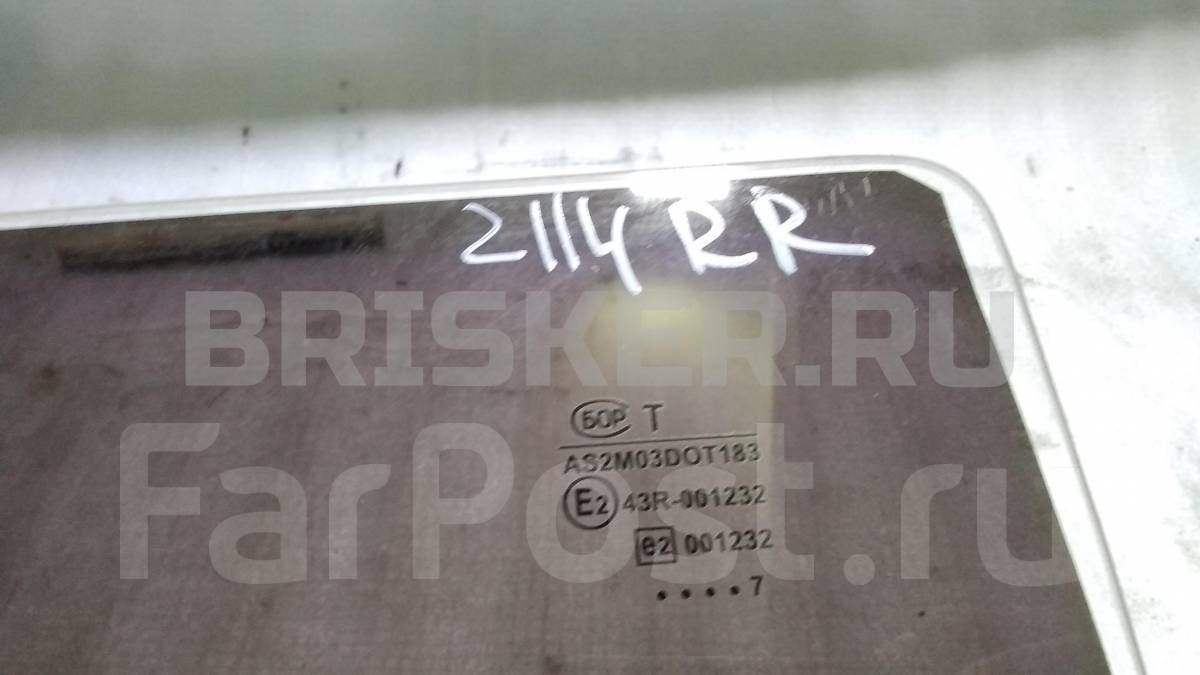 2114 RR
BRISKER.RU
БОР T
AS2M03DOT183
FarPost.ru
E2 43R-001232
e2 001232
. . . . 7